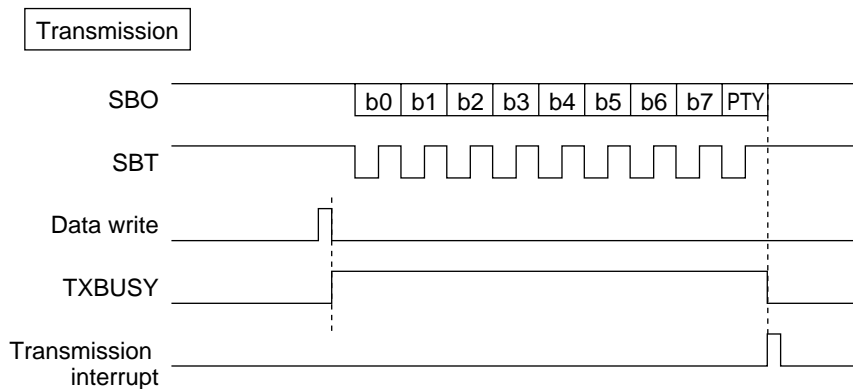 Transmission
SBO b0 b1 b2 b3 b4 b5 b6 b7 PTY
SBT
Data write
TXBUSY
Transmission
interrupt